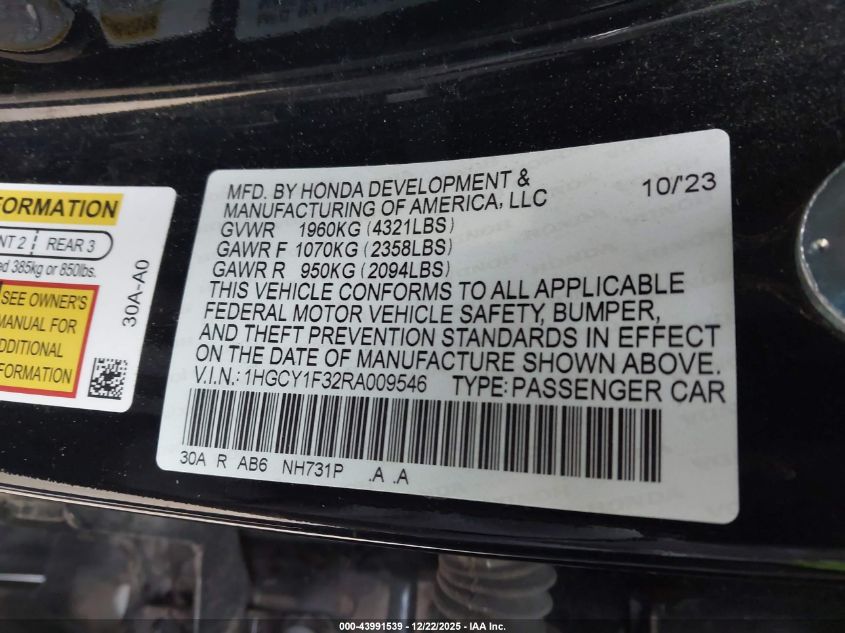 FORMATION
NT 2 REAR 3
ed 385kg or 850lbs.
SEE OWNER'S
MANUAL FOR
ADDITIONAL
FORMATION
30A-A0
MFD. BY HONDA DEVELOPMENT &
MANUFACTURING OF AMERICA, LLC 10/'23
GVWR 1960KG (4321LBS)
GAWR F 1070KG (2358LBS)
GAWR R 950KG (2094LBS)
THIS VEHICLE CONFORMS TO ALL APPLICABLE
FEDERAL MOTOR VEHICLE SAFETY, BUMPER,
AND THEFT PREVENTION STANDARDS IN EFFECT
ON THE DATE OF MANUFACTURE SHOWN ABOVE.
V.I.N.: 1HGCY1F32RA009546 TYPE: PASSENGER CAR
30A R AB6 NH731P .A .A
000-43991539 - 12/22/2025 - IAA Inc.